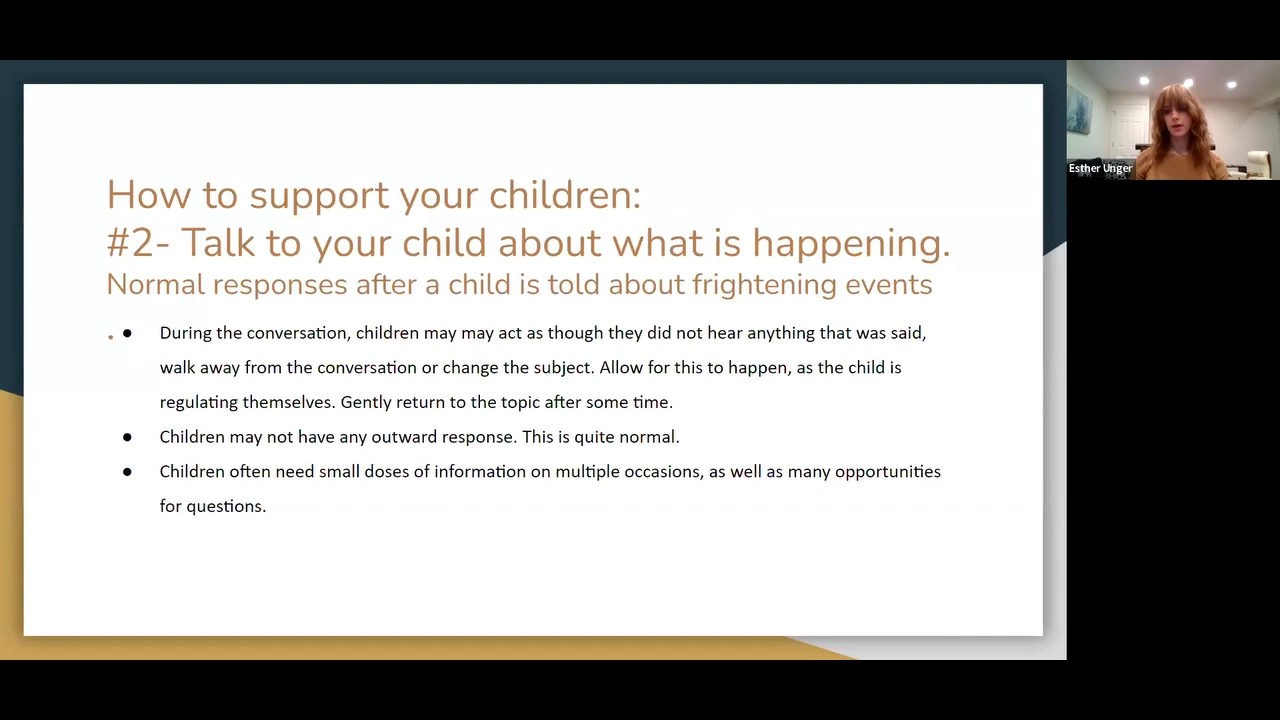 How to support your children:
#2- Talk to your child about what is happening.
Normal responses after a child is told about frightening events
. ● During the conversation, children may may act as though they did not hear anything that was said,
walk away from the conversation or change the subject. Allow for this to happen, as the child is
regulating themselves. Gently return to the topic after some time.
● Children may not have any outward response. This is quite normal.
● Children often need small doses of information on multiple occasions, as well as many opportunities
for questions.
Esther Unger